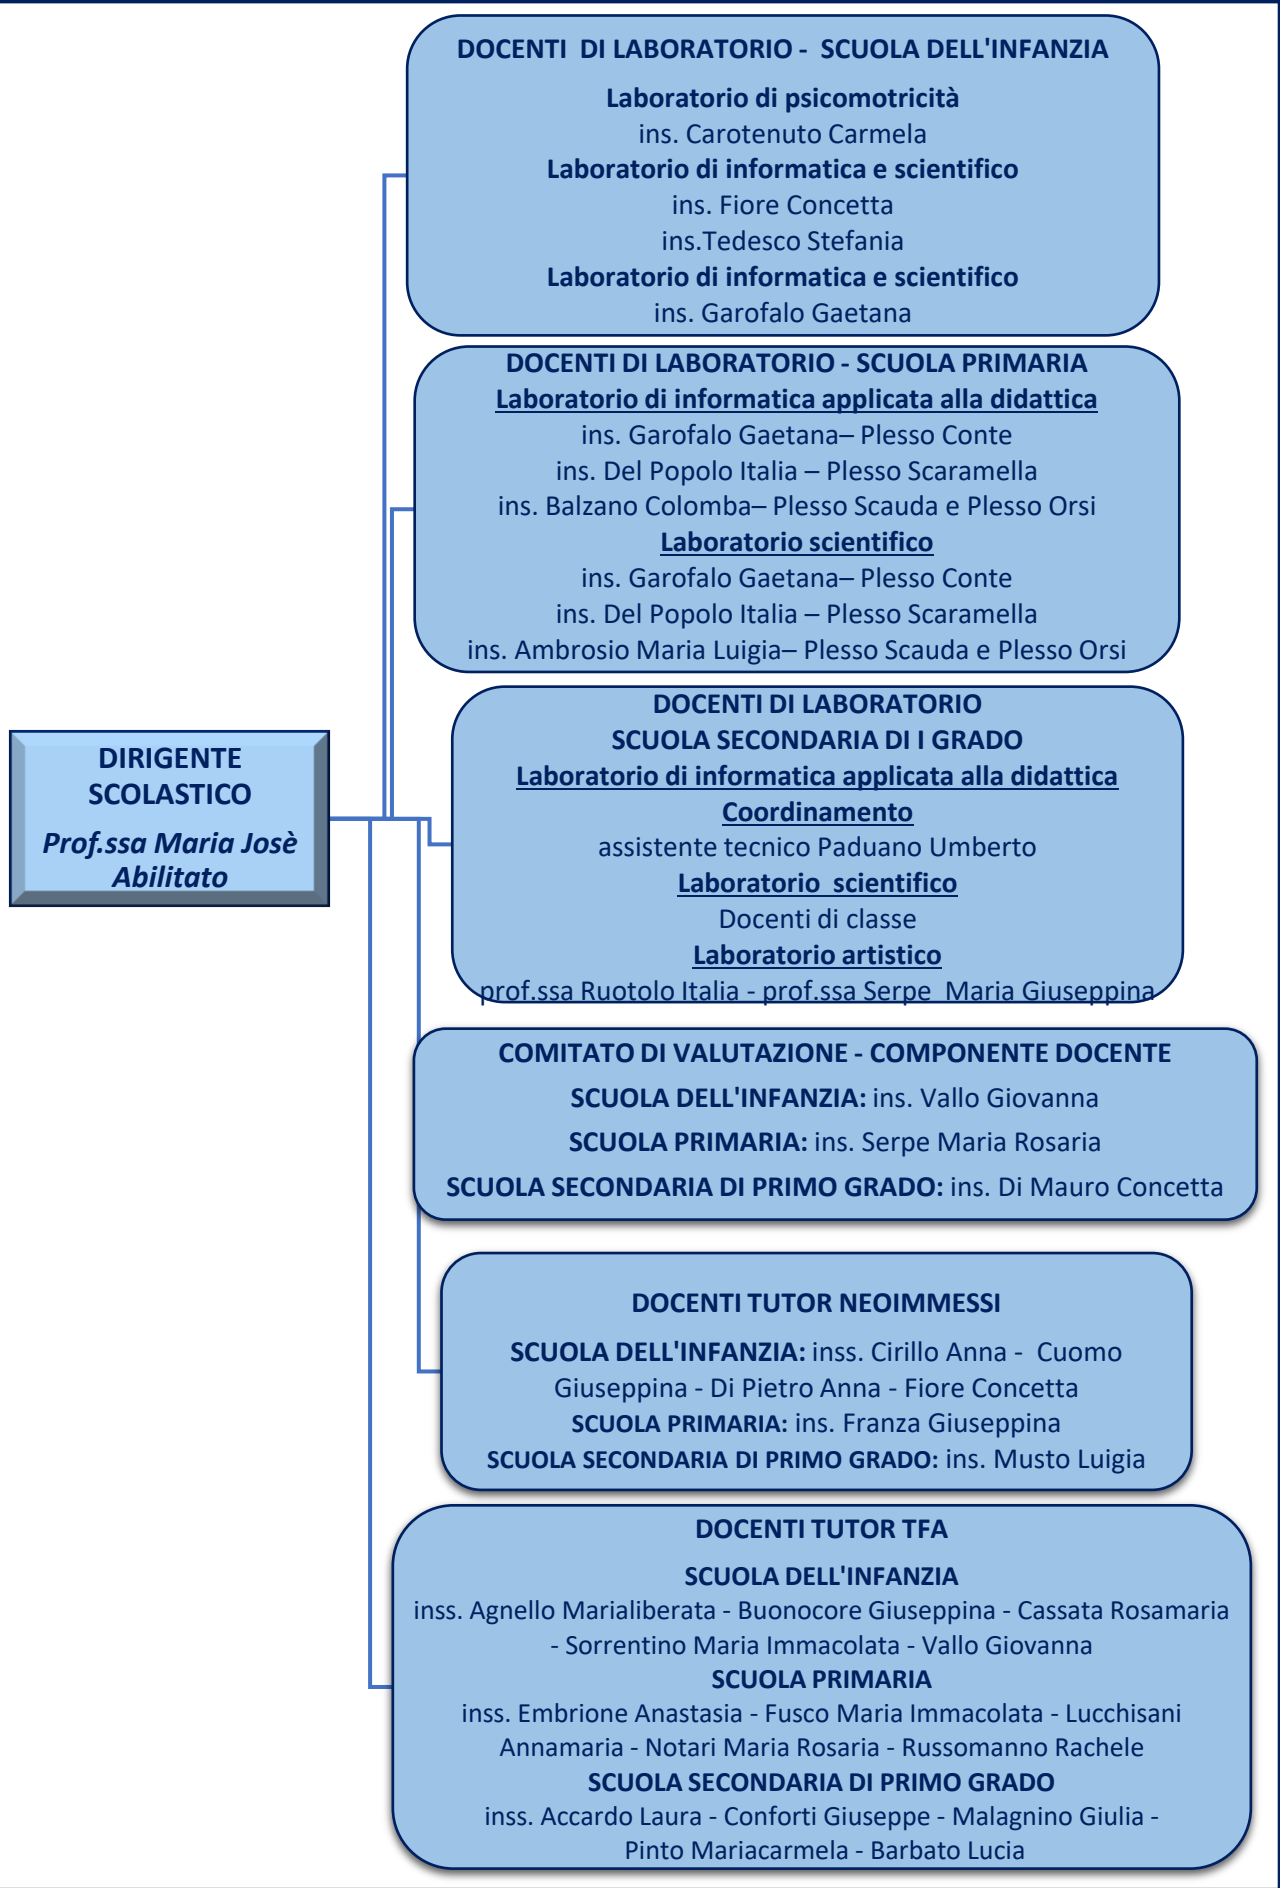 DOCENTI  DI LABORATORIO -  SCUOLA DELL'INFANZIA
Laboratorio di psicomotricità
ins. Carotenuto Carmela
Laboratorio di informatica e scientifico
ins. Fiore Concetta
ins.Tedesco Stefania
Laboratorio di informatica e scientifico
ins. Garofalo Gaetana
DOCENTI DI LABORATORIO - SCUOLA PRIMARIA
Laboratorio di informatica applicata alla didattica
ins. Garofalo Gaetana– Plesso Conte
ins. Del Popolo Italia – Plesso Scaramella
ins. Balzano Colomba– Plesso Scauda e Plesso Orsi
Laboratorio scientifico
ins. Garofalo Gaetana– Plesso Conte
ins. Del Popolo Italia – Plesso Scaramella
ins. Ambrosio Maria Luigia– Plesso Scauda e Plesso Orsi
DIRIGENTE
SCOLASTICO
Prof.ssa Maria Josè
Abilitato
DOCENTI DI LABORATORIO
SCUOLA SECONDARIA DI I GRADO
Laboratorio di informatica applicata alla didattica
Coordinamento
assistente tecnico Paduano Umberto
Laboratorio  scientifico
Docenti di classe
Laboratorio artistico
prof.ssa Ruotolo Italia - prof.ssa Serpe  Maria Giuseppina
COMITATO DI VALUTAZIONE - COMPONENTE DOCENTE
SCUOLA DELL'INFANZIA: ins. Vallo Giovanna
SCUOLA PRIMARIA: ins. Serpe Maria Rosaria
SCUOLA SECONDARIA DI PRIMO GRADO: ins. Di Mauro Concetta
DOCENTI TUTOR NEOIMMESSI
SCUOLA DELL'INFANZIA: inss. Cirillo Anna -  Cuomo
Giuseppina - Di Pietro Anna - Fiore Concetta
SCUOLA PRIMARIA: ins. Franza Giuseppina
SCUOLA SECONDARIA DI PRIMO GRADO: ins. Musto Luigia
DOCENTI TUTOR TFA
SCUOLA DELL'INFANZIA
inss. Agnello Marialiberata - Buonocore Giuseppina - Cassata Rosamaria
- Sorrentino Maria Immacolata - Vallo Giovanna
SCUOLA PRIMARIA
inss. Embrione Anastasia - Fusco Maria Immacolata - Lucchisani
Annamaria - Notari Maria Rosaria - Russomanno Rachele
SCUOLA SECONDARIA DI PRIMO GRADO
inss. Accardo Laura - Conforti Giuseppe - Malagnino Giulia -
Pinto Mariacarmela - Barbato Lucia